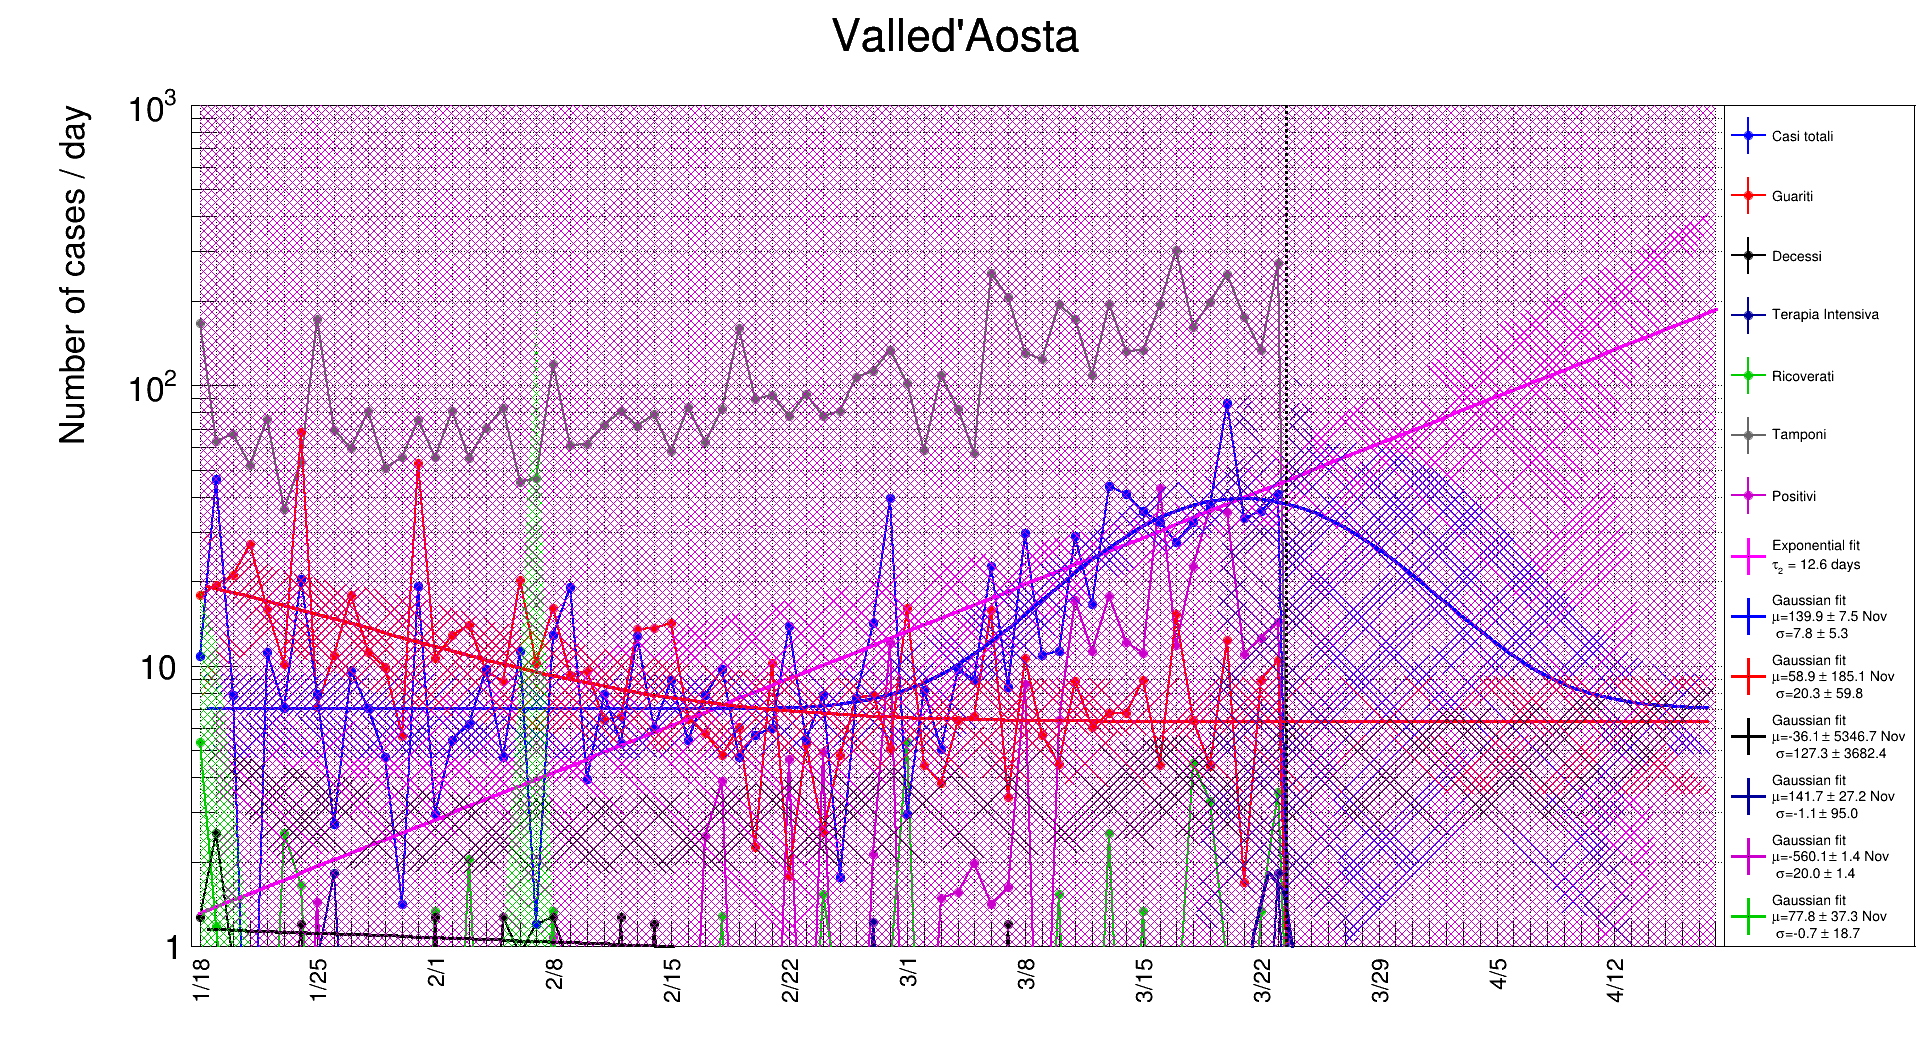 Valled'Aosta
Number of cases / day
10³
10²
10
1
1/18
1/25
2/1
2/8
2/15
2/22
3/1
3/8
3/15
3/22
3/29
4/5
4/12
Casi totali
Guariti
Decessi
Terapia Intensiva
Ricoverati
Tamponi
Positivi
Exponential fit
τ₂ = 12.6 days
Gaussian fit
μ=139.9 ± 7.5 Nov
σ=7.8 ± 5.3
Gaussian fit
μ=58.9 ± 185.1 Nov
σ=20.3 ± 59.8
Gaussian fit
μ=-36.1 ± 5346.7 Nov
σ=127.3 ± 3682.4
Gaussian fit
μ=141.7 ± 27.2 Nov
σ=-1.1 ± 95.0
Gaussian fit
μ=-560.1 ± 1.4 Nov
σ=20.0 ± 1.4
Gaussian fit
μ=77.8 ± 37.3 Nov
σ=-0.7 ± 18.7